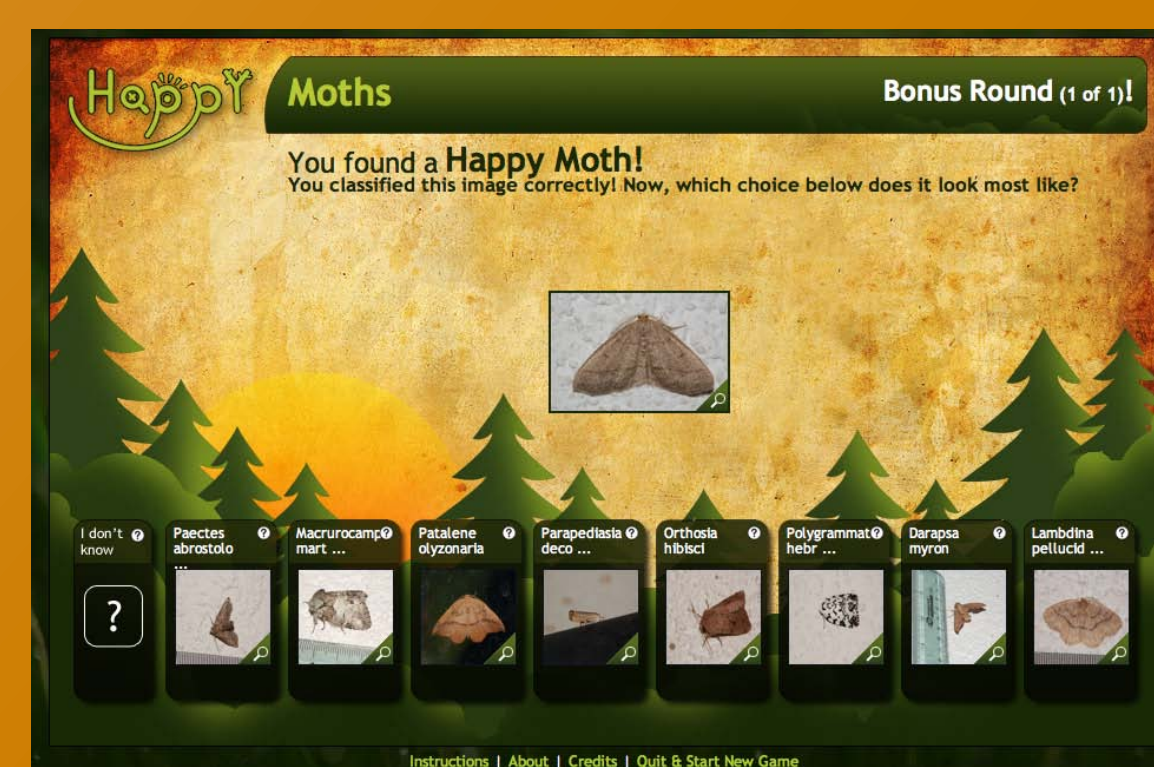 Happy
Moths
Bonus Round (1 of 1)!
You found a Happy Moth!
You classified this image correctly! Now, which choice below does it look most like?
I don't ?
know
?
Paectes ?
abrostolo
...
Macrurocamp?
mart ...
Patalene ?
olyzonaria
Parapediasia ?
deco ...
Orthosia ?
hibisci
Polygrammat?
hebr ...
Darapsa ?
myron
Lambdina ?
pellucid ...
Instructions | About | Credits | Quit & Start New Game